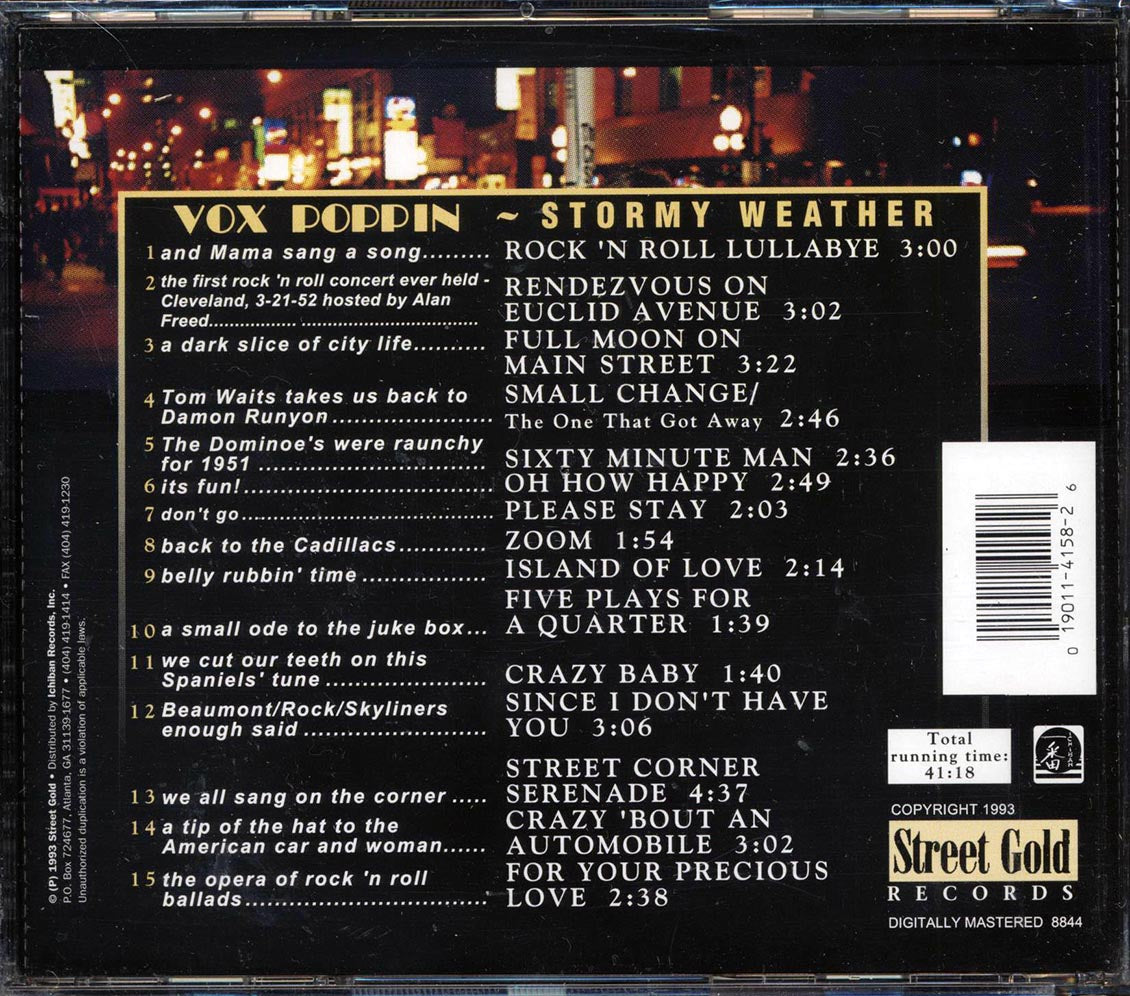 VOX POPPIN ~ STORMY WEATHER
1 and Mama sang a song......... ROCK 'N ROLL LULLABYE 3:00
2 the first rock 'n roll concert ever held -
Cleveland, 3-21-52 hosted by Alan
Freed................. ..................................
RENDEZVOUS ON
EUCLID AVENUE 3:02
3 a dark slice of city life..........
FULL MOON ON
MAIN STREET 3:22
4 Tom Waits takes us back to
Damon Runyon......................
SMALL CHANGE/
The One That Got Away 2:46
5 The Dominoe's were raunchy
for 1951 ............................... SIXTY MINUTE MAN 2:36
6 its fun!................................. OH HOW HAPPY 2:49
7 don't go.................................... PLEASE STAY 2:03
8 back to the Cadillacs............ ZOOM 1:54
9 belly rubbin' time ................. ISLAND OF LOVE 2:14
10 a small ode to the juke box...
FIVE PLAYS FOR
A QUARTER 1:39
11 we cut our teeth on this
Spaniels' tune ...................... CRAZY BABY 1:40
12 Beaumont/Rock/Skyliners
enough said .........................
SINCE I DON'T HAVE
YOU 3:06
13 we all sang on the corner .....
STREET CORNER
SERENADE 4:37
14 a tip of the hat to the
American car and woman......
CRAZY 'BOUT AN
AUTOMOBILE 3:02
15 the opera of rock 'n roll
ballads..................................
FOR YOUR PRECIOUS
LOVE 2:38
0 19011-4158-2 6
Total
running time:
41:18
ICHIBAN
一番
COPYRIGHT 1993
Street Gold
RECORDS
DIGITALLY MASTERED 8844
© (P) 1993 Street Gold • Distributed by Ichiban Records, Inc.
P.O. Box 724677, Atlanta, GA 31139-1677 • (404) 419-1414 • FAX (404) 419-1230
Unauthorized duplication is a violation of applicable laws.